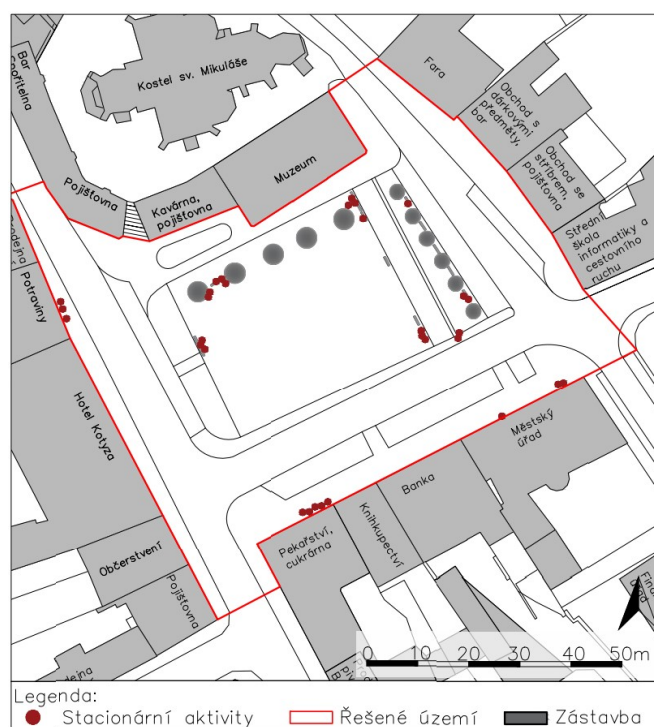 Bar
Spořitelna
Kostel sv. Mikuláše
Fara
Obchod s
dárkovými
předměty,
bar
Obchod se
stříbrem,
pojišťovna
Střední
škola
informatiky a
cestovního
ruchu
Muzeum
Kavárna,
pojišťovna
Pojišťovna
Prodejna
Potraviny
Hotel Kotyza
Občerstvení
Pojišťovna
Pekařství,
cukrárna
Knihkupectví
Banka
Městský
úřad
0 10 20 30 40 50m
Legenda:
Stacionární aktivity
Řešené území
Zástavba